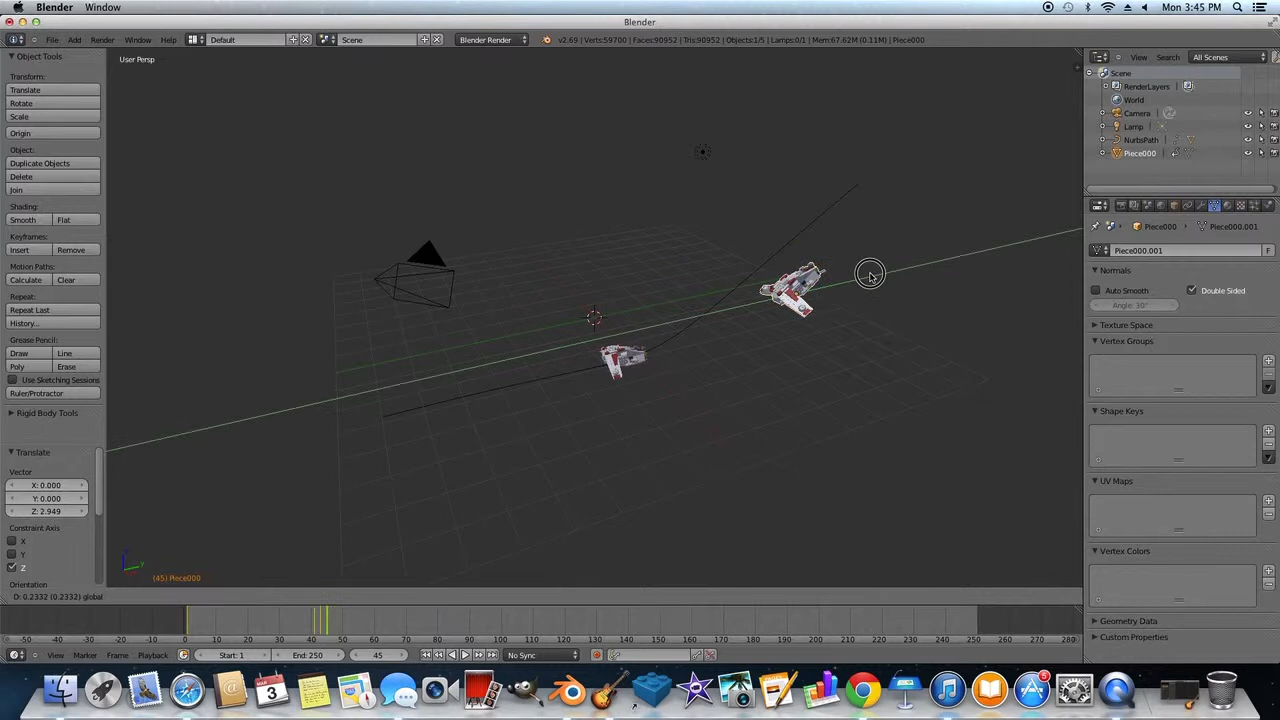 Blender Window Mon 3:45 PM
Blender
File Add Render Window Help Default Scene Blender Render v2.69 | Verts:59700 | Faces:90952 | Tris:90952 | Objects:1/5 | Lamps:0/1 | Mem:67.62M (0.11M) | Piece000
View Search All Scenes
Object Tools
User Persp
Transform:
Translate
Rotate
Scale
Origin
Object:
Duplicate Objects
Delete
Join
Shading:
Smooth Flat
Keyframes:
Insert Remove
Motion Paths:
Calculate Clear
Repeat:
Repeat Last
History...
Grease Pencil:
Draw Line
Poly Erase
Use Sketching Sessions
Ruler/Protractor
Rigid Body Tools
Translate
Vector
X: 0.000
Y: 0.000
Z: 2.949
Constraint Axis
X
Y
Z
Orientation
(45) Piece000
D: 0.2332 (0.2332) global
Scene
RenderLayers
World
Camera
Lamp
NurbsPath
Piece000
Piece000 Piece000.001
Piece000.001 F
Normals
Auto Smooth Double Sided
Angle: 30°
Texture Space
Vertex Groups
Shape Keys
UV Maps
Vertex Colors
Geometry Data
Custom Properties
-50 -40 -30 -20 -10 0 10 20 30 40 50 60 70 80 90 100 110 120 130 140 150 160 170 180 190 200 210 220 230 240 250 260 270 280
View Marker Frame Playback Start: 1 End: 250 45 No Sync
MAR
3
5